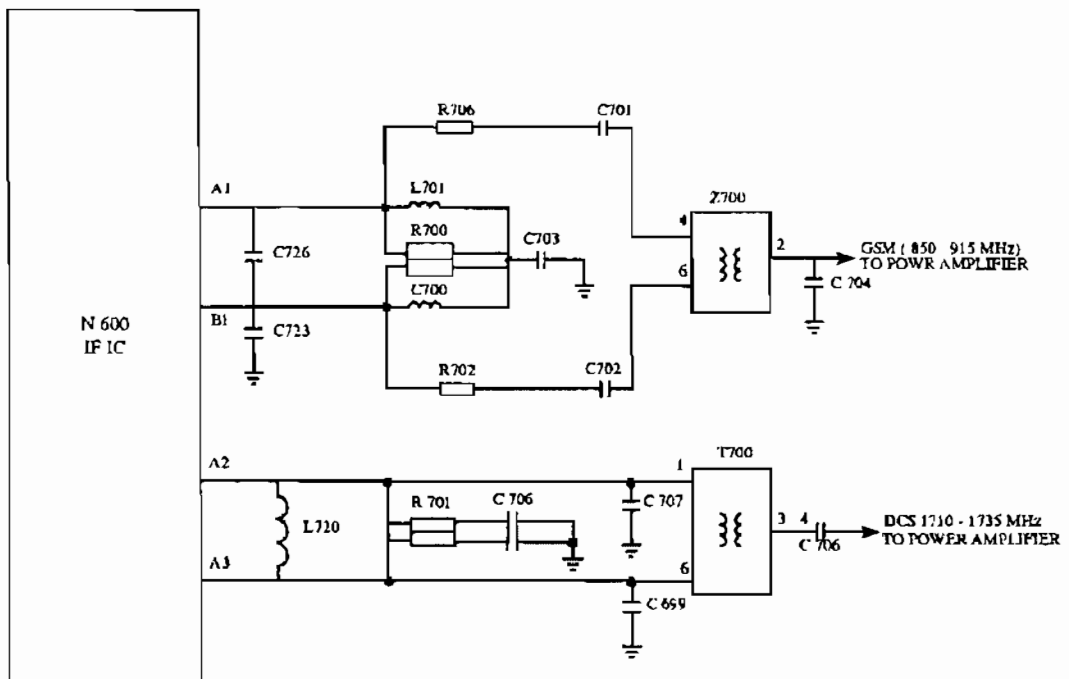 R706
C701
A1
L701
Z700
R700
4
C703
2
GSM ( 850 - 915 MHz)
TO POWR AMPLIFIER
C726
6
C 704
C700
B1
N 600
IF IC
C723
R702
C702
A2
1
T700
R 701
C 706
C 707
L720
3
4
DCS 1710 - 1735 MHz
TO POWER AMPLIFIER
C 706
A3
6
C 699